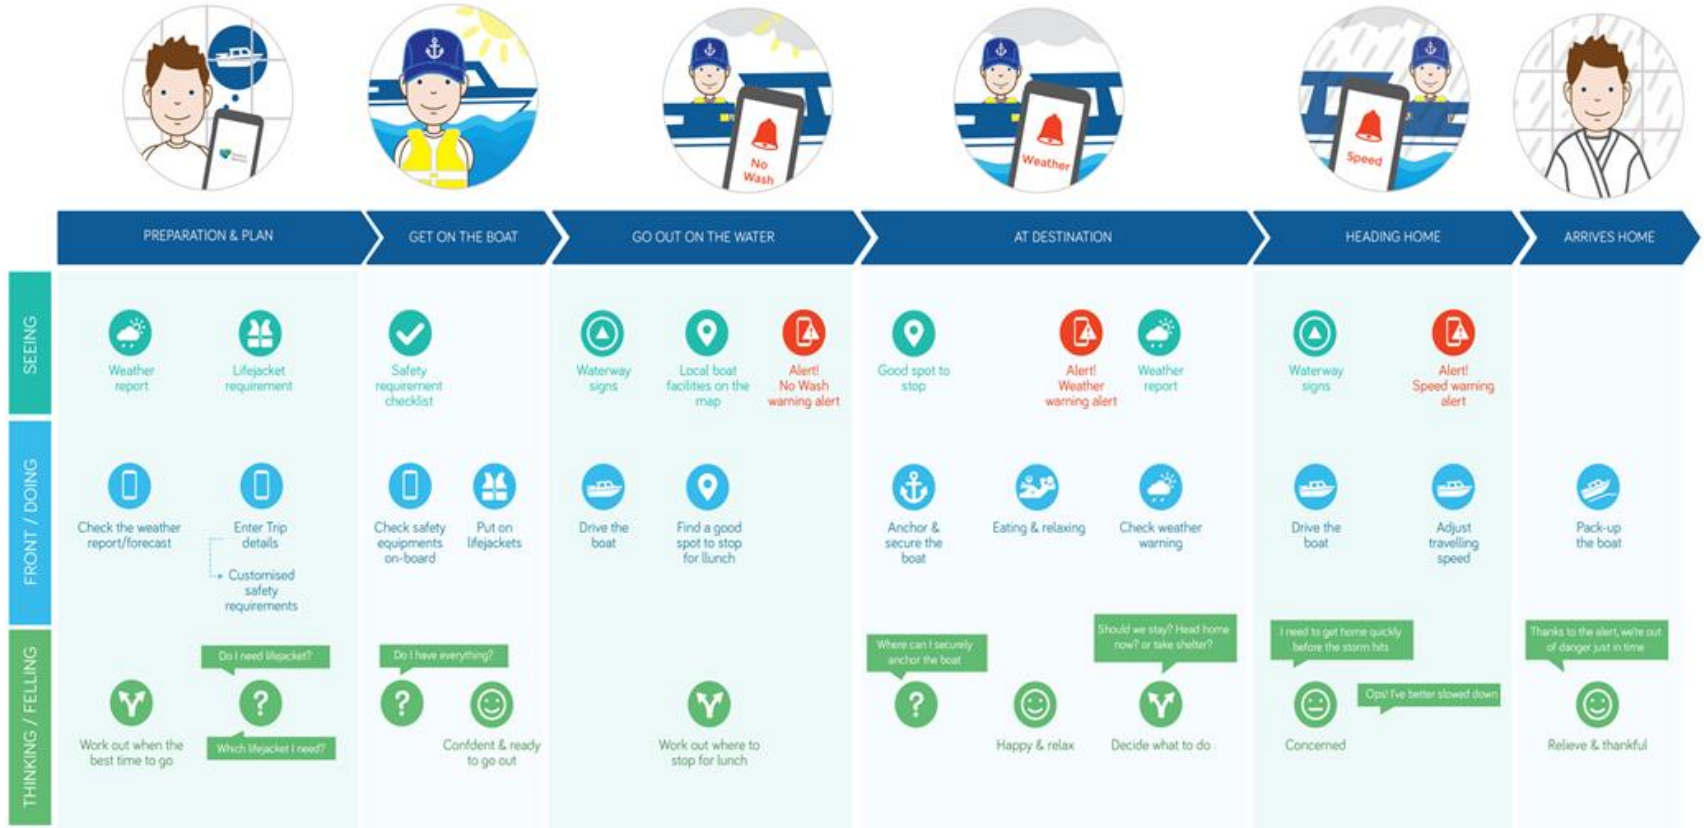 No
Wash
Weather
Speed
PREPARATION & PLAN
GET ON THE BOAT
GO OUT ON THE WATER
AT DESTINATION
HEADING HOME
ARRIVES HOME
SEEING
Weather
report
Lifejacket
requirement
Safety
requirement
checklist
Waterway
signs
Local boat
facilities on the
map
Alert!
No Wash
warning alert
Good spot to
stop
Alert!
Weather
warning alert
Weather
report
Waterway
signs
Alert!
Speed warning
alert
FRONT / DOING
Check the weather
report/forecast
Enter Trip
details
Customised
safety
requirements
Check safety
equipments
on-board
Put on
lifejackets
Drive the
boat
Find a good
spot to stop
for llunch
Anchor &
secure the
boat
Eating & relaxing
Check weather
warning
Drive the
boat
Adjust
travelling
speed
Pack-up
the boat
THINKING / FELLING
Work out when the
best time to go
Do I need lifejacket?
Which lifejacket I need?
Do I have everything?
Confdent & ready
to go out
Work out where to
stop for lunch
Where can I securely
anchor the boat
Happy & relax
Should we stay? Head home
now? or take shelter?
Decide what to do
I need to get home quickly
before the storm hits
Concerned
Ops! I've better slowed down
Thanks to the alert, we're out
of danger just in time
Relieve & thankful